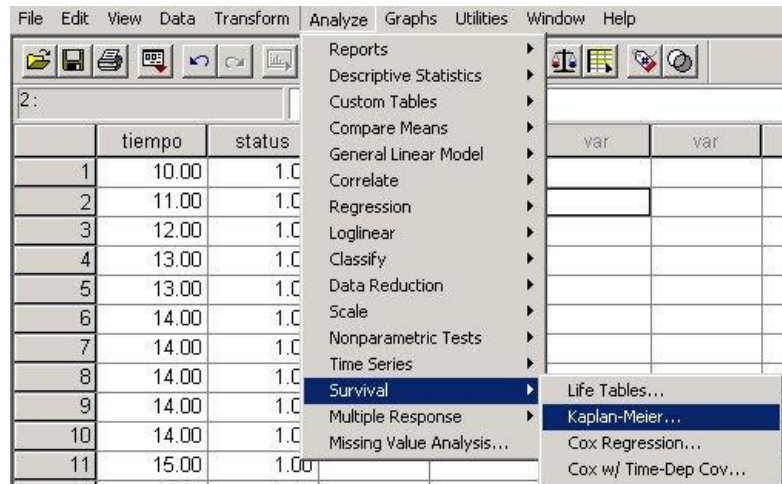 File Edit View Data Transform Analyze Graphs Utilities Window Help
2 :
tiempo status var var
1 10.00
2 11.00
3 12.00
4 13.00
5 13.00
6 14.00
7 14.00
8 14.00
9 14.00
10 14.00
11 15.00 1.00
Reports
Descriptive Statistics
Custom Tables
Compare Means
General Linear Model
Correlate
Regression
Loglinear
Classify
Data Reduction
Scale
Nonparametric Tests
Time Series
Survival
Multiple Response
Missing Value Analysis...
Life Tables...
Kaplan-Meier...
Cox Regression...
Cox w/ Time-Dep Cov...